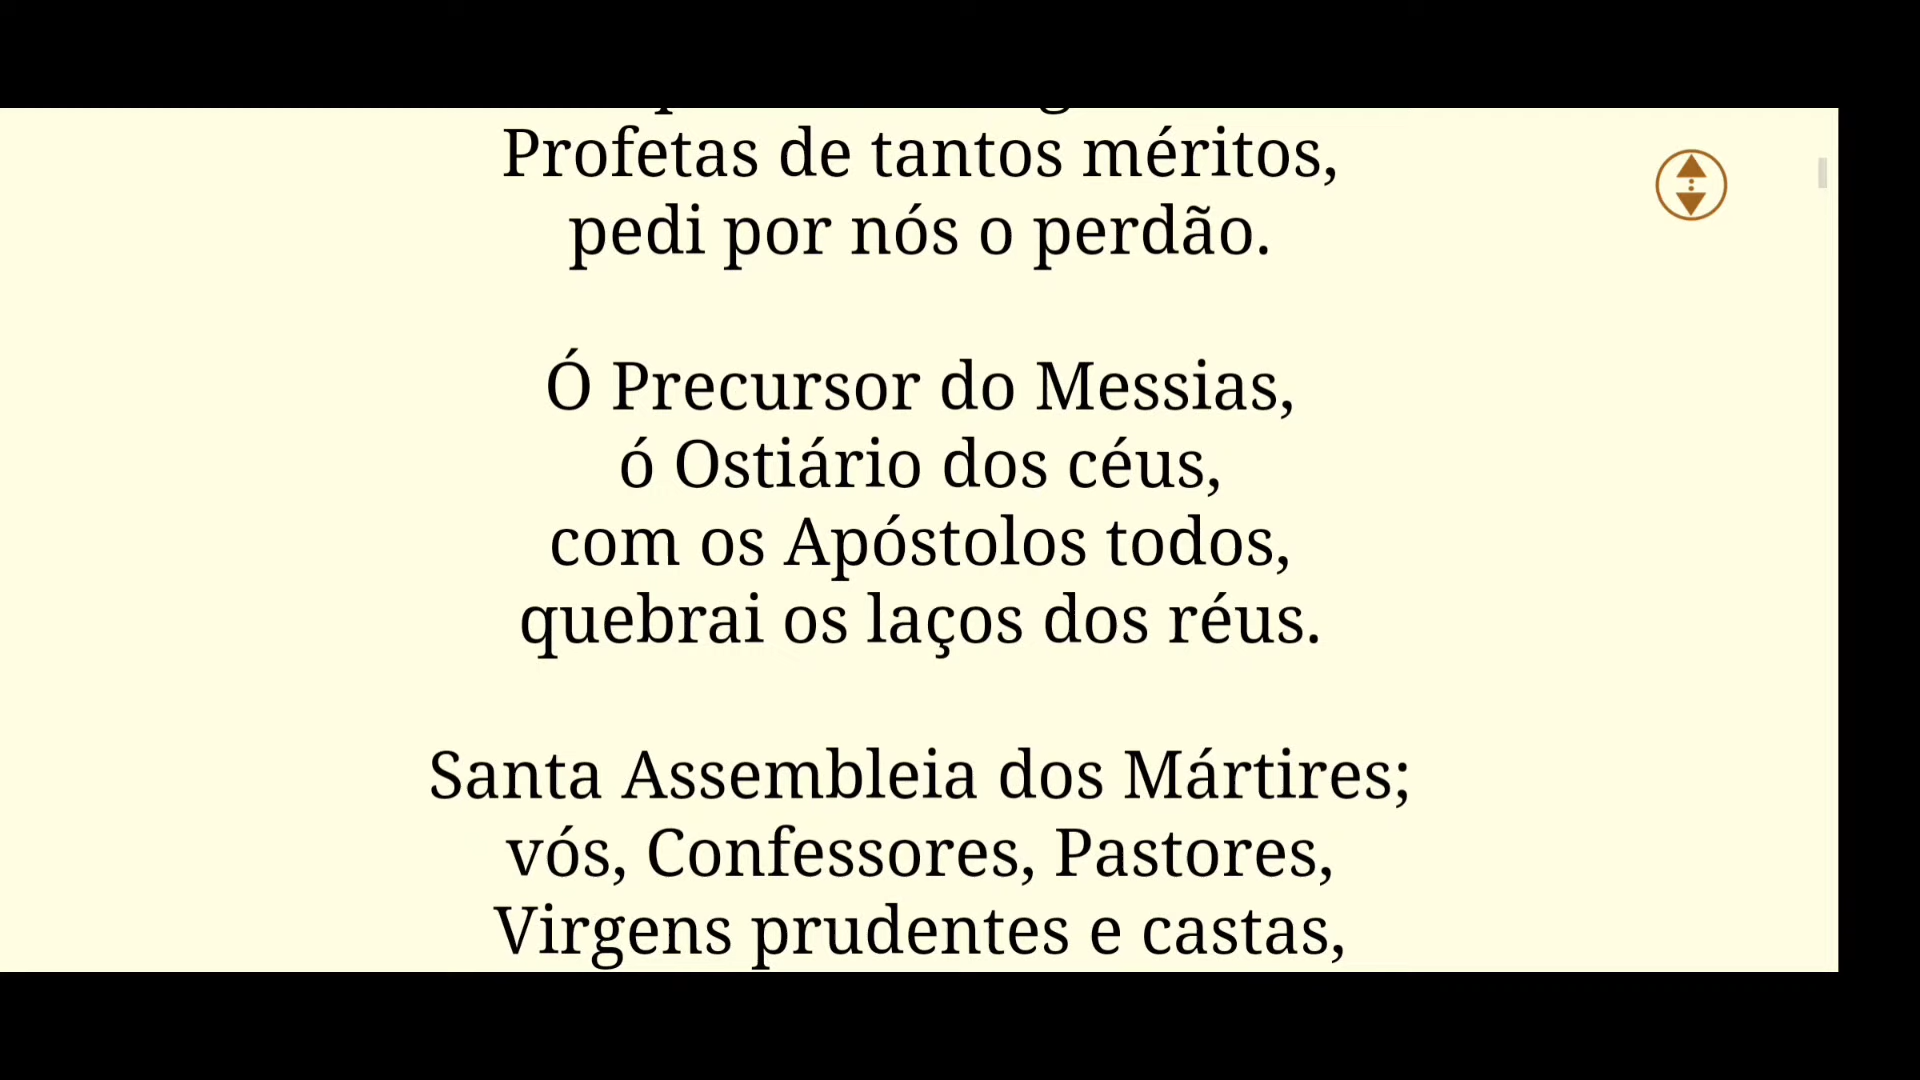 Profetas de tantos méritos,
pedi por nós o perdão.
Ó Precursor do Messias,
ó Ostiário dos céus,
com os Apóstolos todos,
quebrai os laços dos réus.
Santa Assembleia dos Mártires;
vós, Confessores, Pastores,
Virgens prudentes e castas,